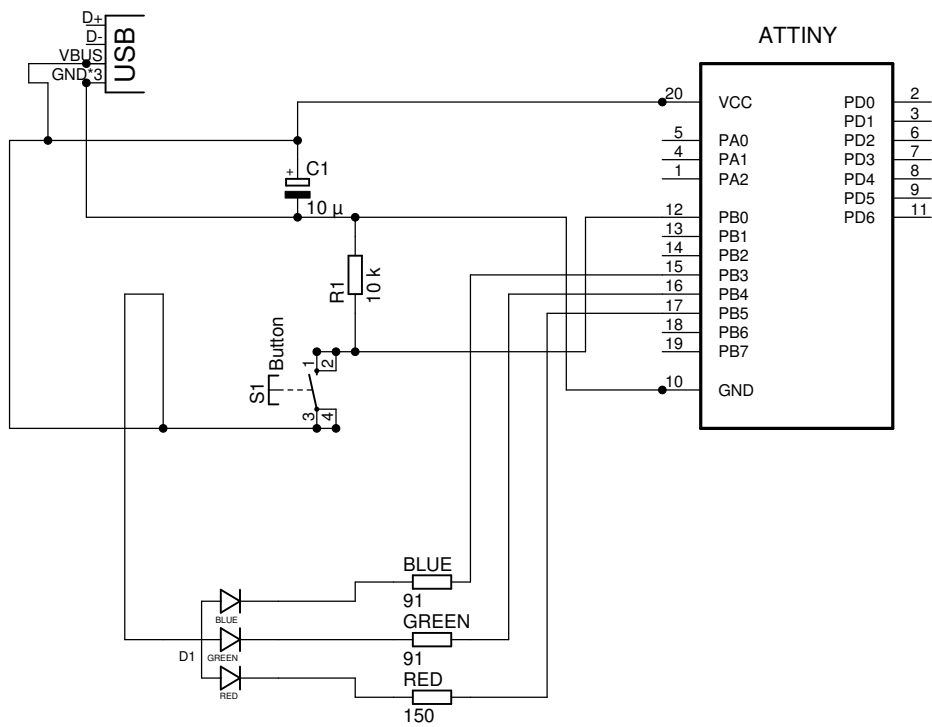 D+
D-
VBUS
GND*3
USB
ATTINY
20 VCC
5 PA0
4 PA1
1 PA2
12 PB0
13 PB1
14 PB2
15 PB3
16 PB4
17 PB5
18 PB6
19 PB7
10 GND
PD0 2
PD1 3
PD2 6
PD3 7
PD4 8
PD5 9
PD6 11
+
C1
10 µ
R1
10 k
S1
Button
1
2
3
4
BLUE
91
GREEN
91
RED
150
D1
BLUE
GREEN
RED